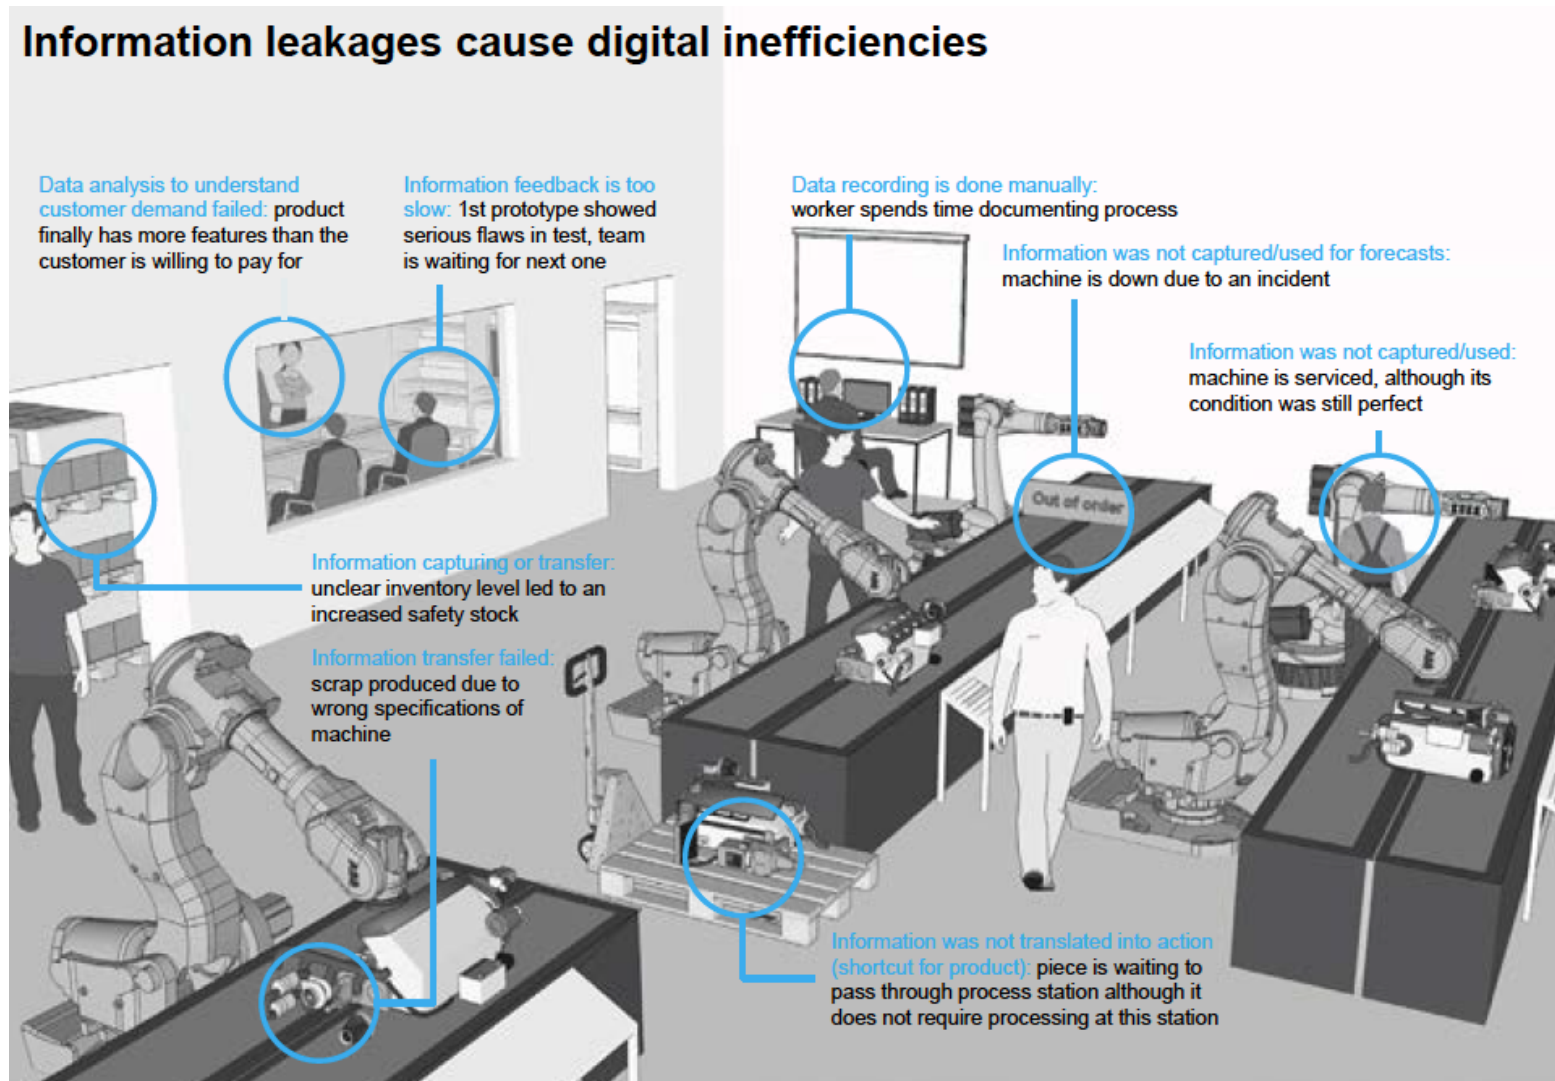 Information leakages cause digital inefficiencies
Data analysis to understand
customer demand failed: product
finally has more features than the
customer is willing to pay for
Information feedback is too
slow: 1st prototype showed
serious flaws in test, team
is waiting for next one
Data recording is done manually:
worker spends time documenting process
Information was not captured/used for forecasts:
machine is down due to an incident
Information was not captured/used:
machine is serviced, although its
condition was still perfect
Out of order
Information capturing or transfer:
unclear inventory level led to an
increased safety stock
Information transfer failed:
scrap produced due to
wrong specifications of
machine
Information was not translated into action
(shortcut for product): piece is waiting to
pass through process station although it
does not require processing at this station